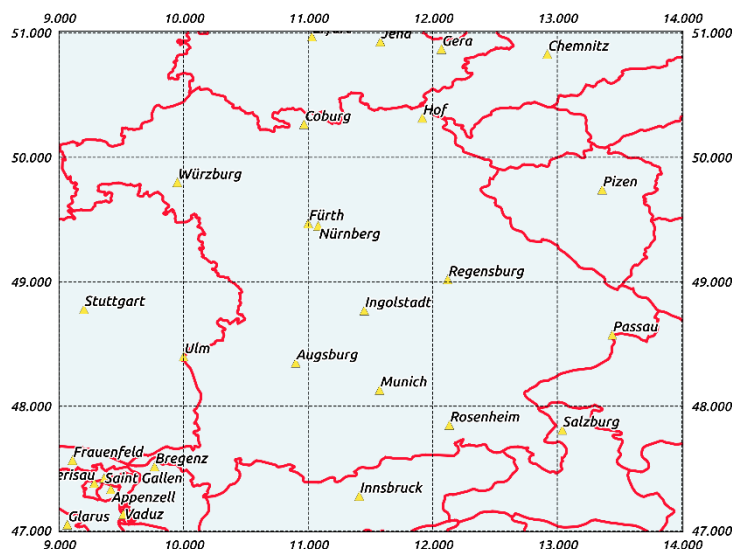 9.000 10.000 11.000 12.000 13.000 14.000
51.000 51.000
Jena
Gera
Chemnitz
Coburg
Hof
50.000 50.000
Würzburg
Pizen
Fürth
Nürnberg
49.000 49.000
Regensburg
Stuttgart
Ingolstadt
Passau
Ulm
Augsburg
Munich
48.000 48.000
Rosenheim
Salzburg
Frauenfeld
Bregenz
erisau
Saint Gallen
Appenzell
Innsbruck
Glarus
Vaduz
47.000 47.000
9.000 10.000 11.000 12.000 13.000 14.000